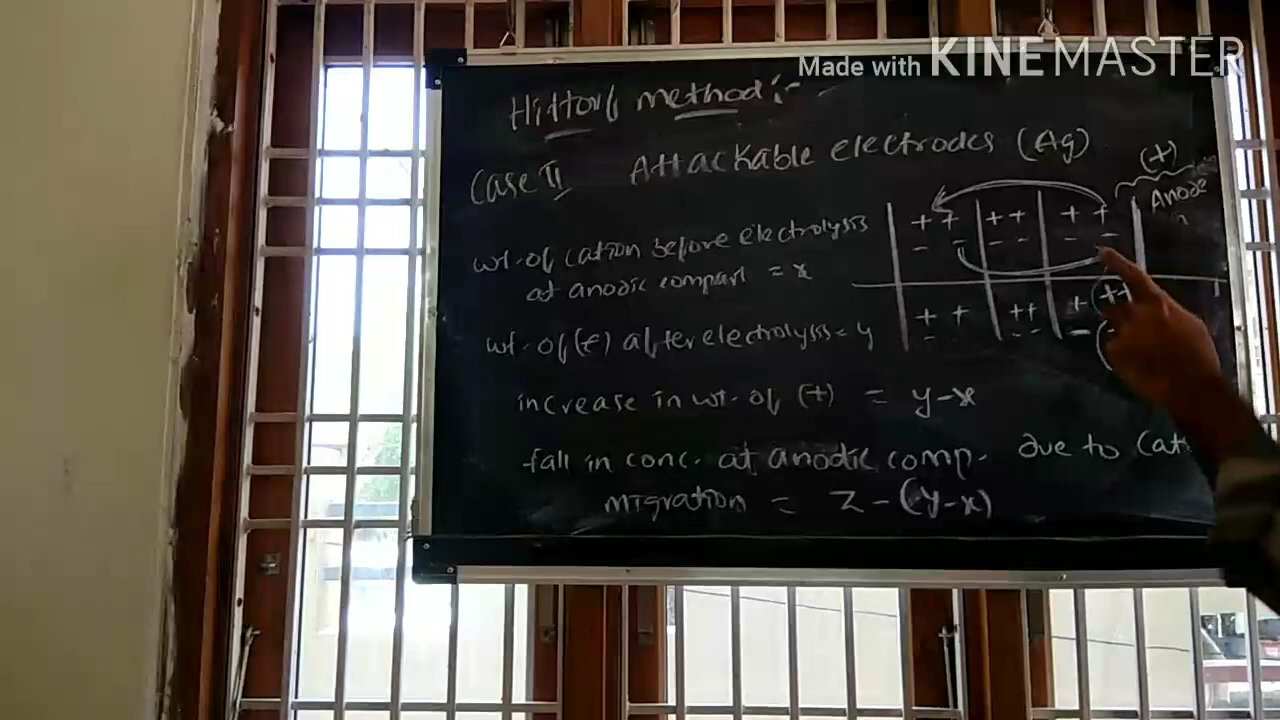 Made with KINEMASTER
Hittorf method :-
Case II Attackable electrodes (Ag)
(+)
Anode
wt. of cation before electrolysis
at anodic compart = x
++ ++ ++
-- -- --
wt. of (+) after electrolysis = y
++ ++ + ++
- -- -
increase in wt. of (+) = y-x
fall in conc. at anodic comp. due to Cat
migration = z-(y-x)